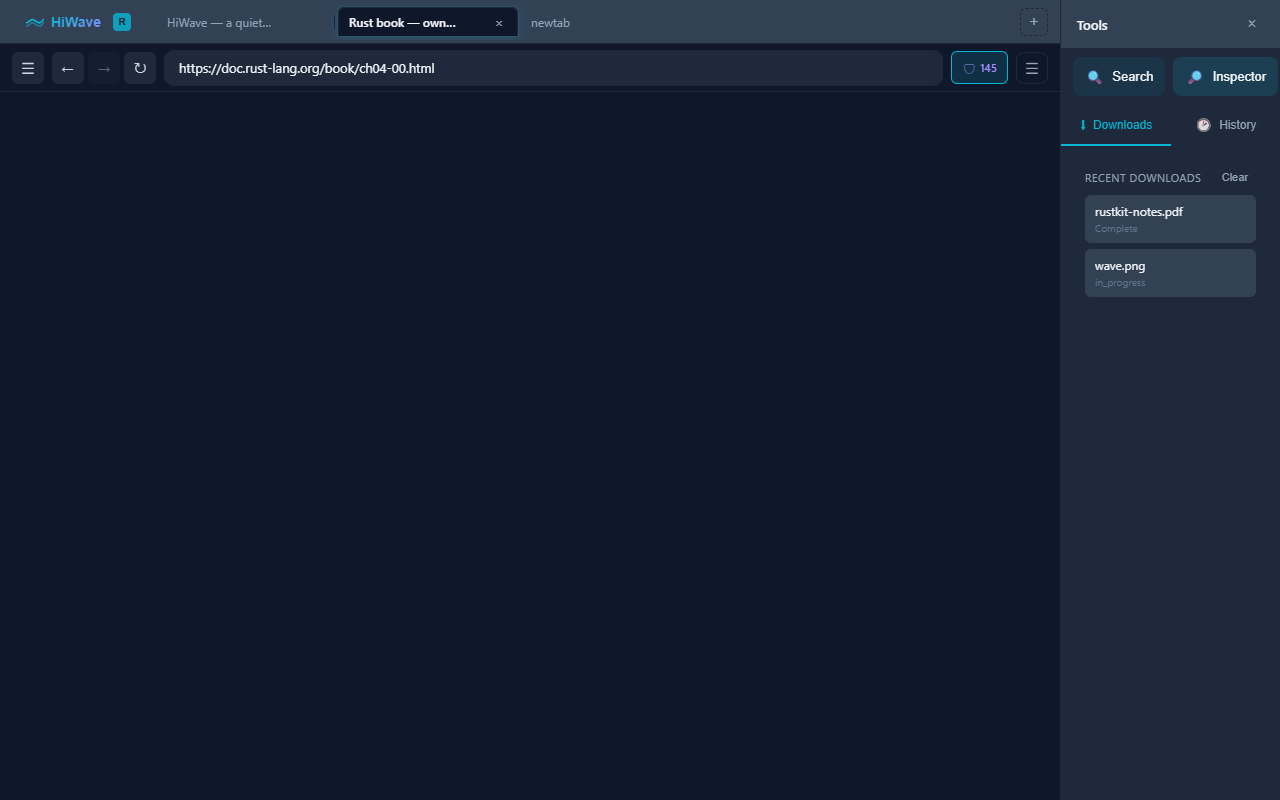 HiWave R HiWave — a quiet... Rust book — own... × newtab +
Tools ×
☰ ← → ↻ https://doc.rust-lang.org/book/ch04-00.html 145 ☰
Search Inspector
Downloads History
RECENT DOWNLOADS Clear
rustkit-notes.pdf
Complete
wave.png
in_progress